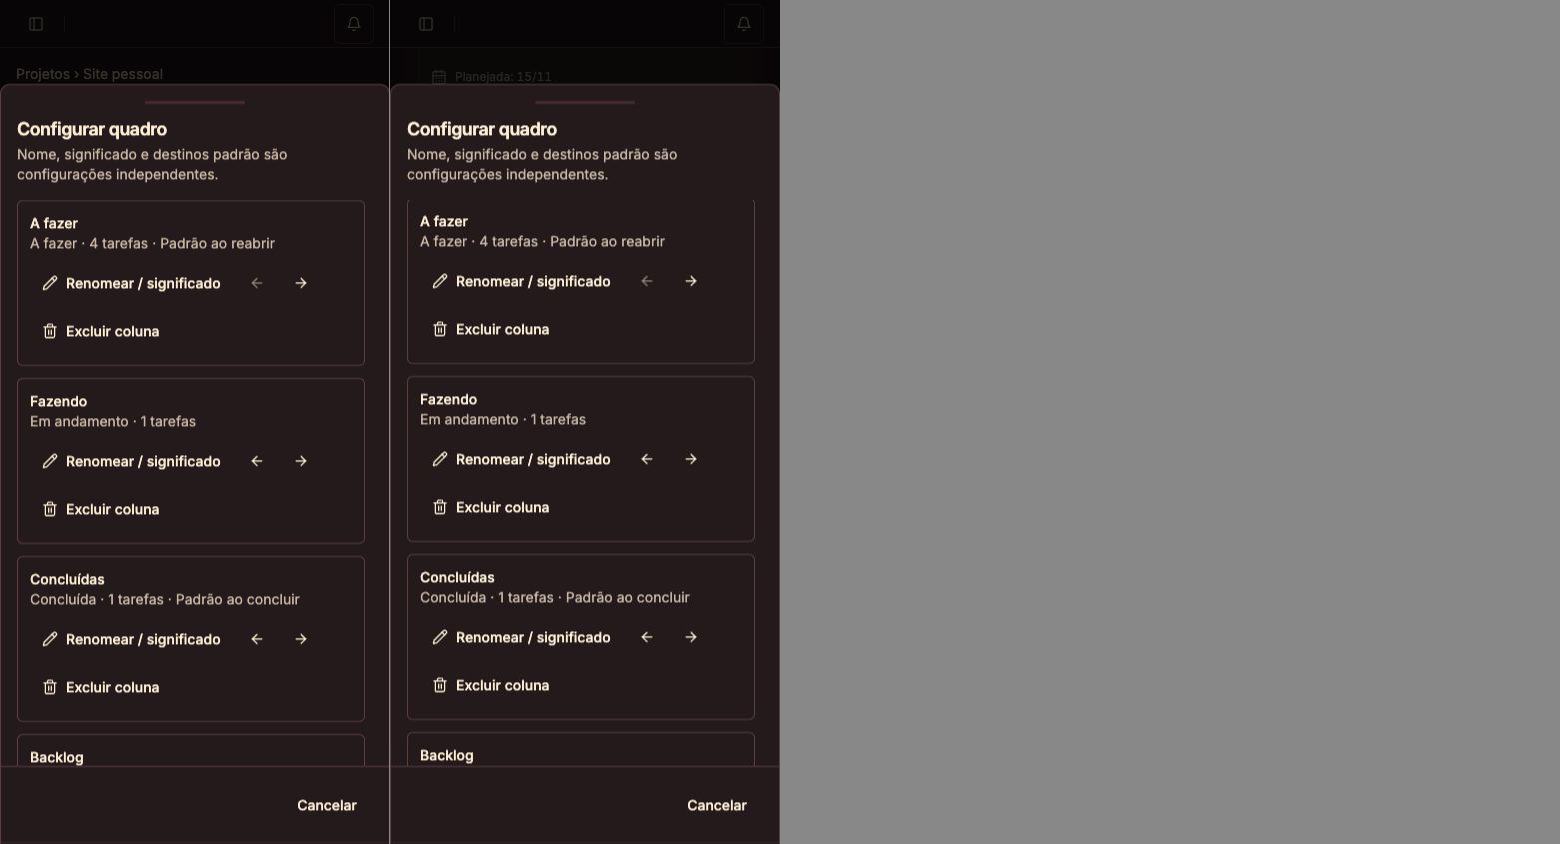 Projetos › Site pessoal
Configurar quadro
Nome, significado e destinos padrão são
configurações independentes.
A fazer
A fazer · 4 tarefas · Padrão ao reabrir
Renomear / significado
Excluir coluna
Fazendo
Em andamento · 1 tarefas
Renomear / significado
Excluir coluna
Concluídas
Concluída · 1 tarefas · Padrão ao concluir
Renomear / significado
Excluir coluna
Backlog
Cancelar
Planejada: 15/11
Configurar quadro
Nome, significado e destinos padrão são
configurações independentes.
A fazer
A fazer · 4 tarefas · Padrão ao reabrir
Renomear / significado
Excluir coluna
Fazendo
Em andamento · 1 tarefas
Renomear / significado
Excluir coluna
Concluídas
Concluída · 1 tarefas · Padrão ao concluir
Renomear / significado
Excluir coluna
Backlog
Cancelar